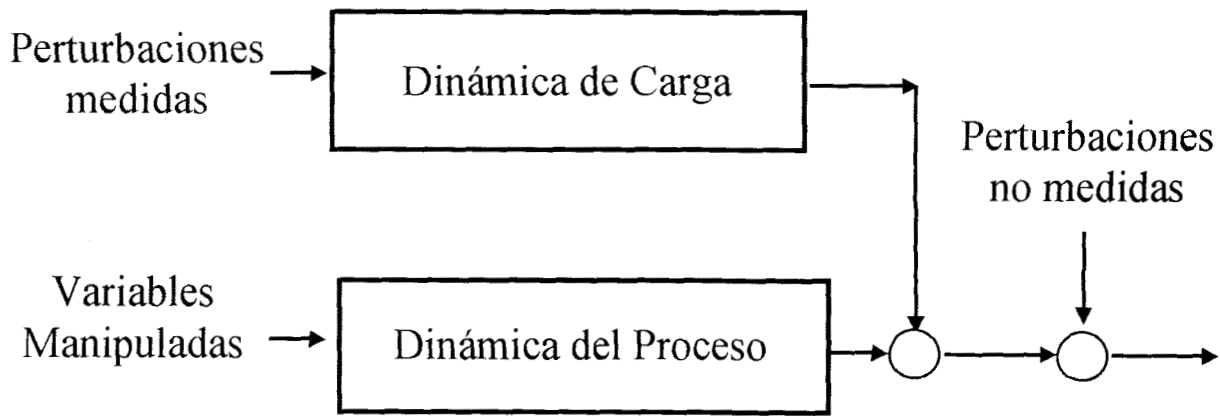 Perturbaciones
medidas
Dinámica de Carga
Perturbaciones
no medidas
Variables
Manipuladas
Dinámica del Proceso